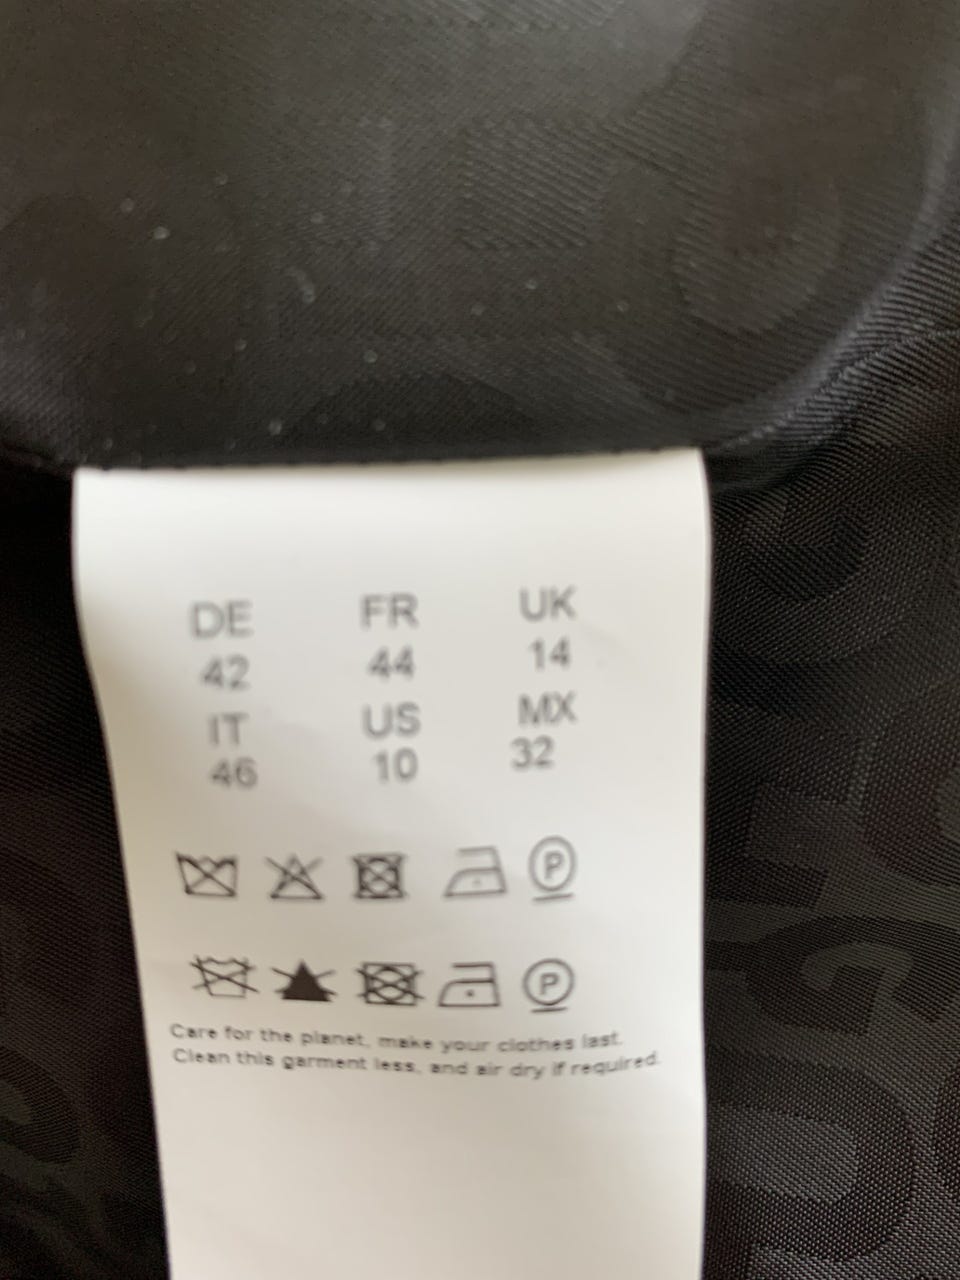 DE FR UK
42 44 14
IT US MX
46 10 32
P
P
Care for the planet, make your clothes last.
Clean this garment less, and air dry if required.